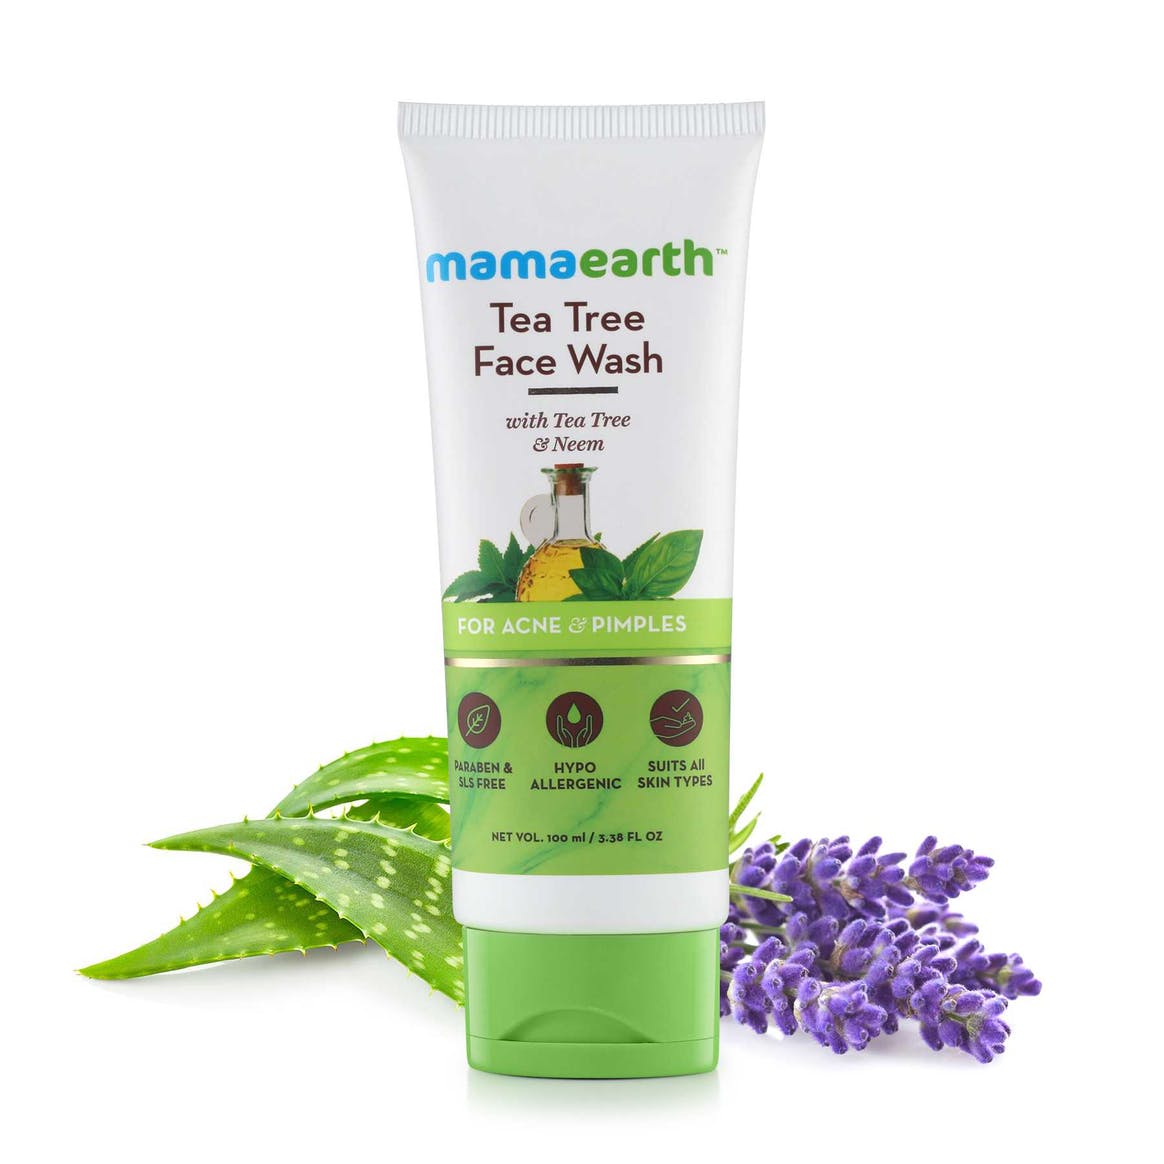 mamaearth™
Tea Tree
Face Wash
with Tea Tree
& Neem
FOR ACNE & PIMPLES
PARABEN &
SLS FREE
HYPO
ALLERGENIC
SUITS All
SKIN TYPES
NET VOL. 100 ml / 3.38 FL OZ